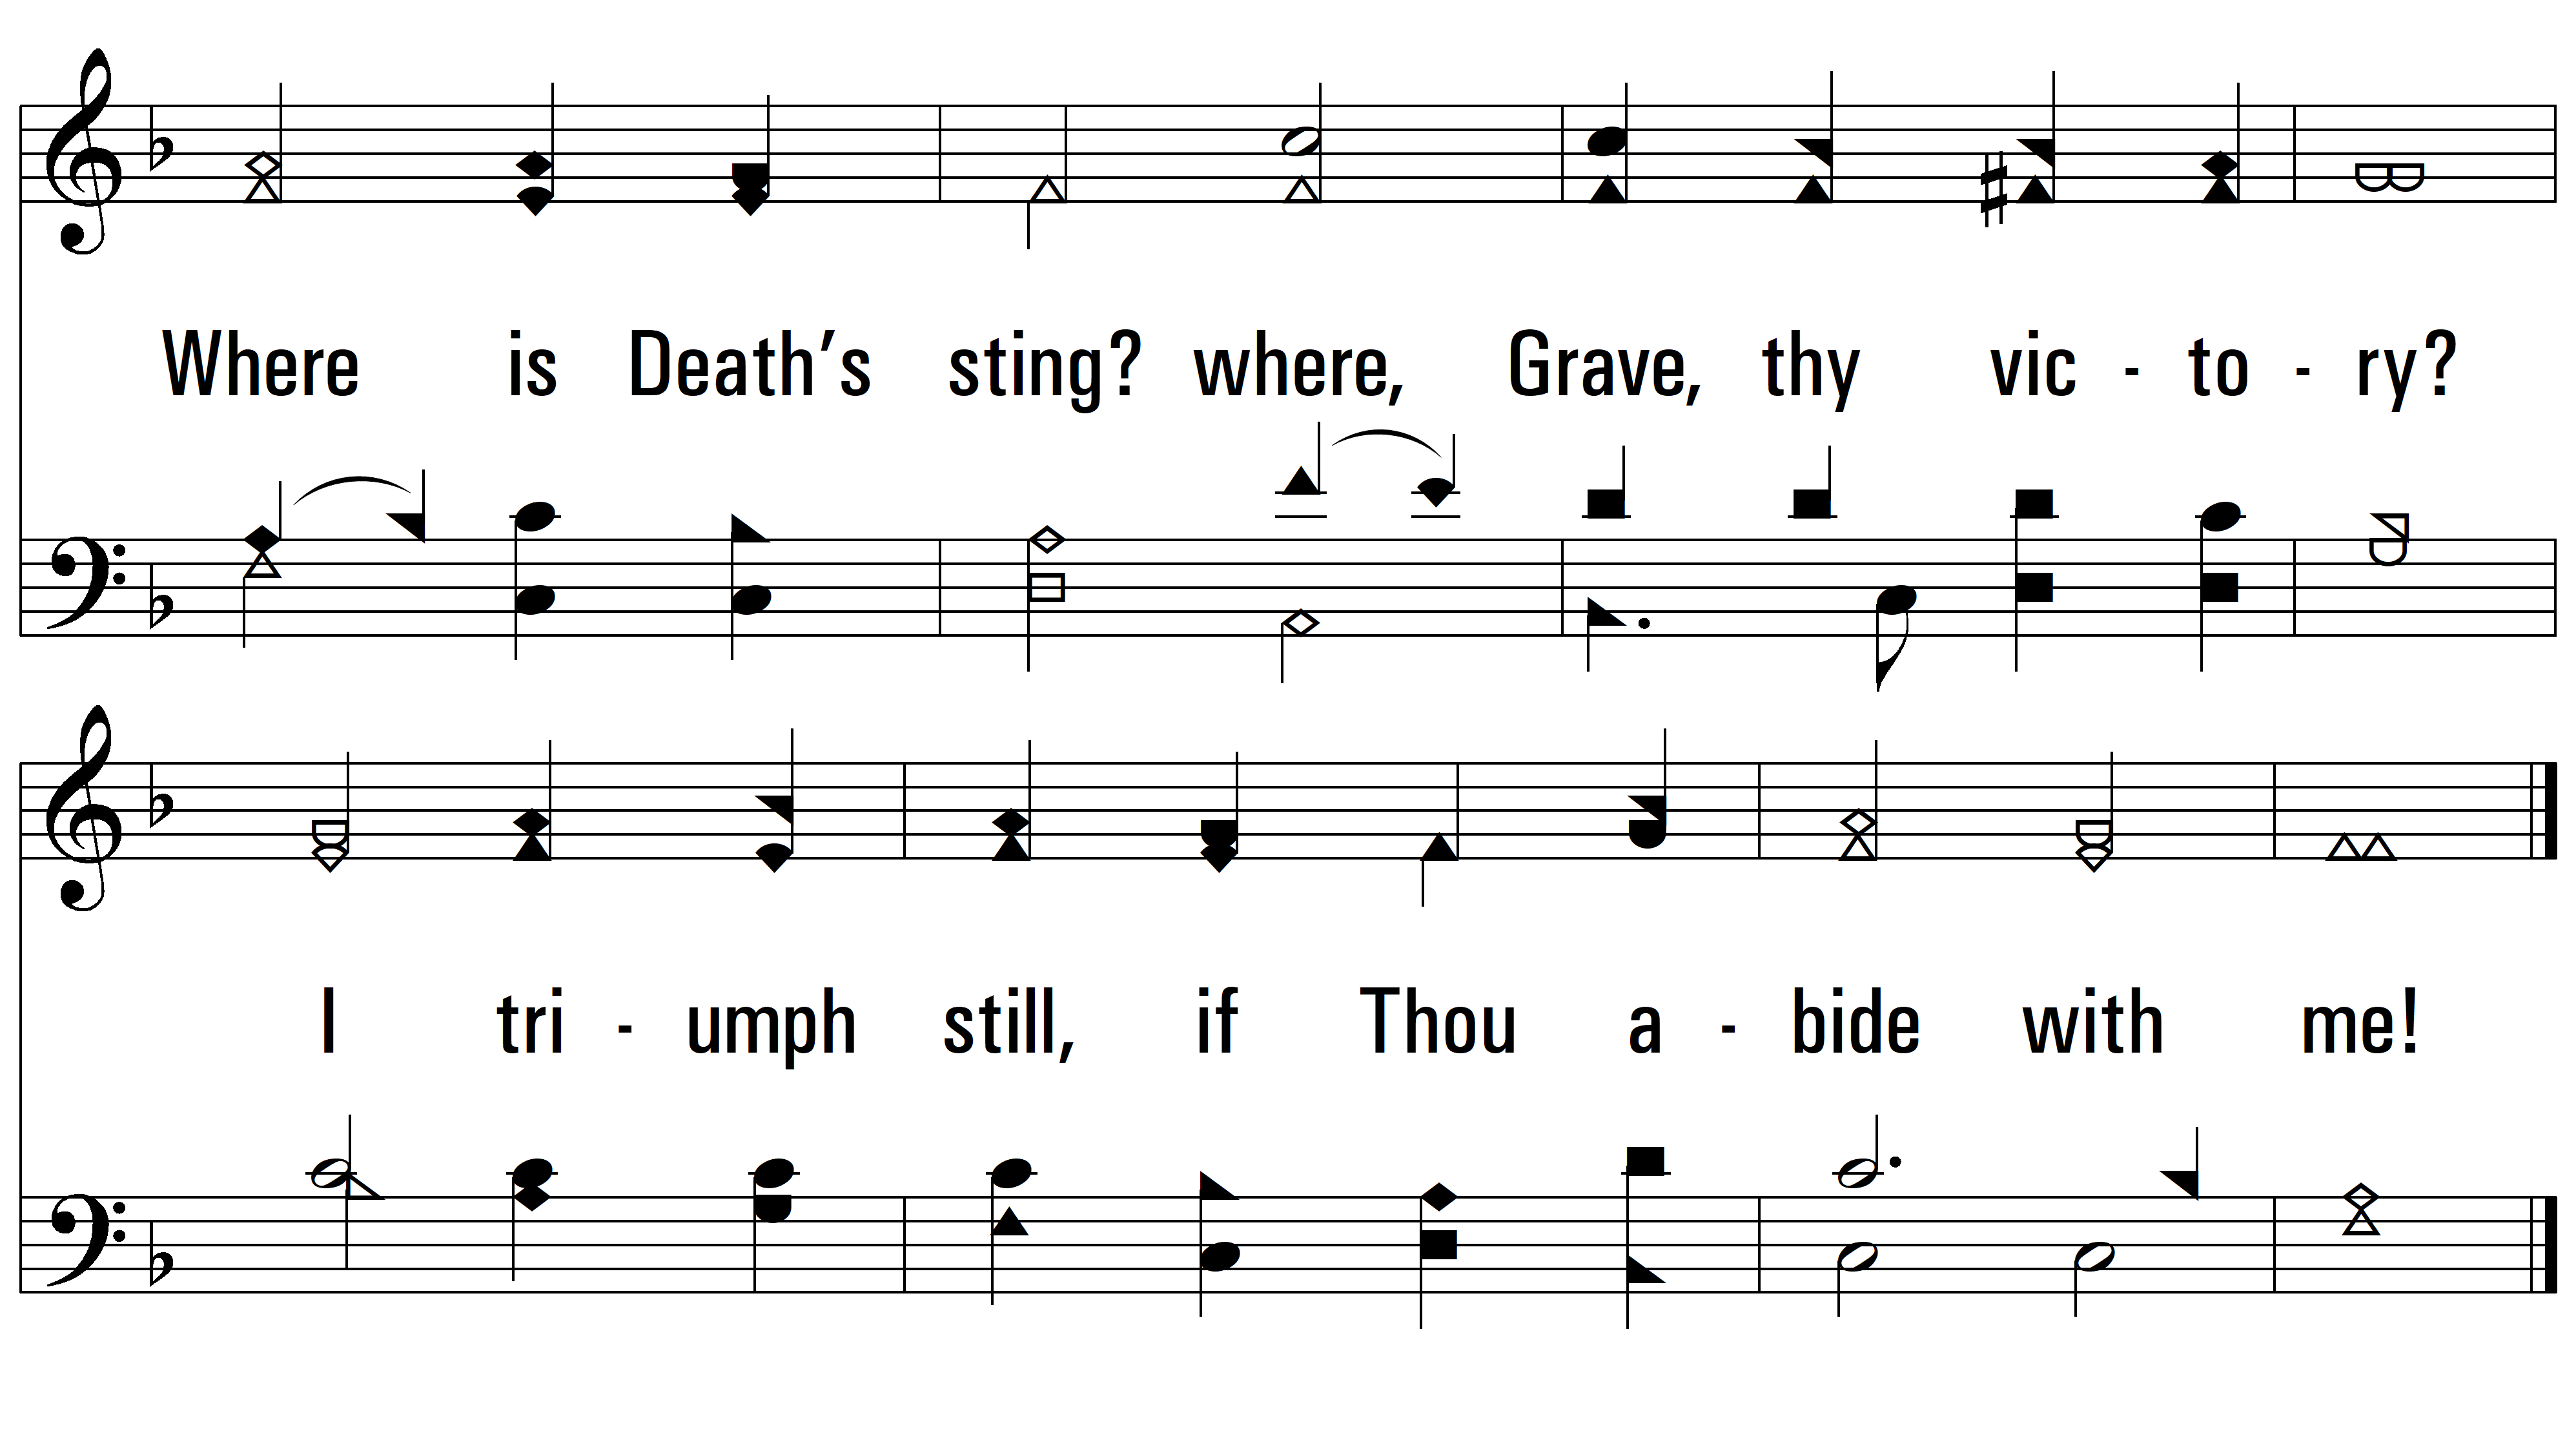 Where is Death’s sting? where, Grave, thy vic - to - ry?
I tri - umph still, if Thou a - bide with me!